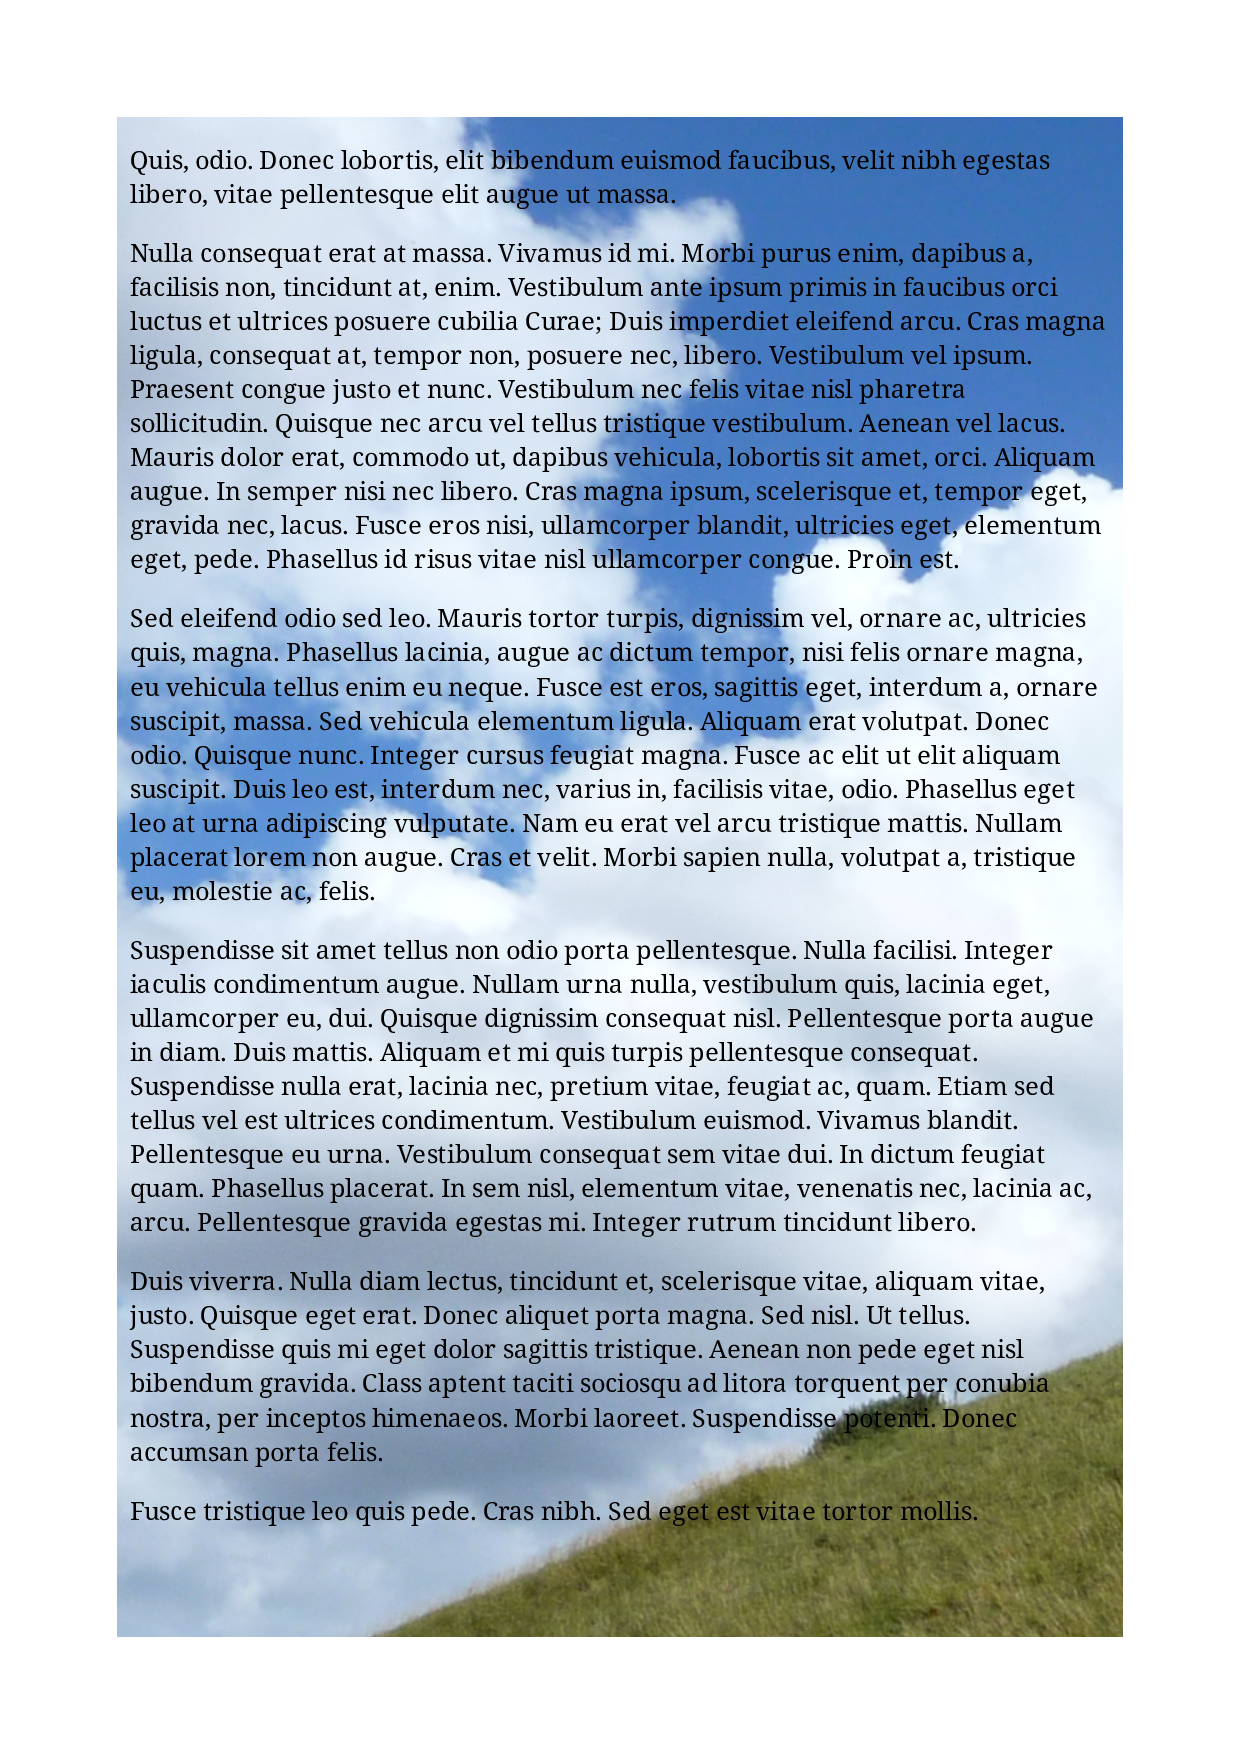 Quis, odio. Donec lobortis, elit bibendum euismod faucibus, velit nibh egestas
libero, vitae pellentesque elit augue ut massa.
Nulla consequat erat at massa. Vivamus id mi. Morbi purus enim, dapibus a,
facilisis non, tincidunt at, enim. Vestibulum ante ipsum primis in faucibus orci
luctus et ultrices posuere cubilia Curae; Duis imperdiet eleifend arcu. Cras magna
ligula, consequat at, tempor non, posuere nec, libero. Vestibulum vel ipsum.
Praesent congue justo et nunc. Vestibulum nec felis vitae nisl pharetra
sollicitudin. Quisque nec arcu vel tellus tristique vestibulum. Aenean vel lacus.
Mauris dolor erat, commodo ut, dapibus vehicula, lobortis sit amet, orci. Aliquam
augue. In semper nisi nec libero. Cras magna ipsum, scelerisque et, tempor eget,
gravida nec, lacus. Fusce eros nisi, ullamcorper blandit, ultricies eget, elementum
eget, pede. Phasellus id risus vitae nisl ullamcorper congue. Proin est.
Sed eleifend odio sed leo. Mauris tortor turpis, dignissim vel, ornare ac, ultricies
quis, magna. Phasellus lacinia, augue ac dictum tempor, nisi felis ornare magna,
eu vehicula tellus enim eu neque. Fusce est eros, sagittis eget, interdum a, ornare
suscipit, massa. Sed vehicula elementum ligula. Aliquam erat volutpat. Donec
odio. Quisque nunc. Integer cursus feugiat magna. Fusce ac elit ut elit aliquam
suscipit. Duis leo est, interdum nec, varius in, facilisis vitae, odio. Phasellus eget
leo at urna adipiscing vulputate. Nam eu erat vel arcu tristique mattis. Nullam
placerat lorem non augue. Cras et velit. Morbi sapien nulla, volutpat a, tristique
eu, molestie ac, felis.
Suspendisse sit amet tellus non odio porta pellentesque. Nulla facilisi. Integer
iaculis condimentum augue. Nullam urna nulla, vestibulum quis, lacinia eget,
ullamcorper eu, dui. Quisque dignissim consequat nisl. Pellentesque porta augue
in diam. Duis mattis. Aliquam et mi quis turpis pellentesque consequat.
Suspendisse nulla erat, lacinia nec, pretium vitae, feugiat ac, quam. Etiam sed
tellus vel est ultrices condimentum. Vestibulum euismod. Vivamus blandit.
Pellentesque eu urna. Vestibulum consequat sem vitae dui. In dictum feugiat
quam. Phasellus placerat. In sem nisl, elementum vitae, venenatis nec, lacinia ac,
arcu. Pellentesque gravida egestas mi. Integer rutrum tincidunt libero.
Duis viverra. Nulla diam lectus, tincidunt et, scelerisque vitae, aliquam vitae,
justo. Quisque eget erat. Donec aliquet porta magna. Sed nisl. Ut tellus.
Suspendisse quis mi eget dolor sagittis tristique. Aenean non pede eget nisl
bibendum gravida. Class aptent taciti sociosqu ad litora torquent per conubia
nostra, per inceptos himenaeos. Morbi laoreet. Suspendisse potenti. Donec
accumsan porta felis.
Fusce tristique leo quis pede. Cras nibh. Sed eget est vitae tortor mollis.